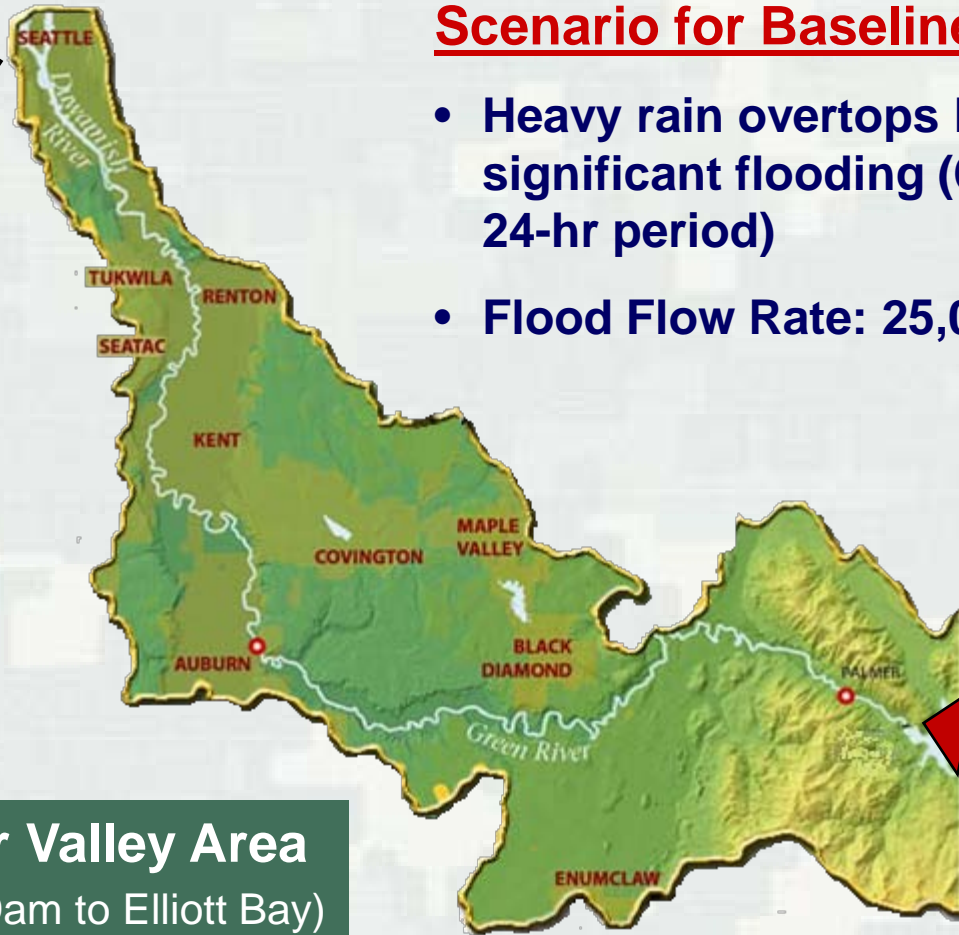 Scenario for Baseline
• Heavy rain overtops
significant flooding (
24-hr period)
• Flood Flow Rate: 25,0
SEATTLE
Duwamish
River
TUKWILA
RENTON
SEATAC
KENT
MAPLE
VALLEY
COVINGTON
BLACK
DIAMOND
AUBURN
PALMER
Green River
ENUMCLAW
Valley Area
am to Elliott Bay)